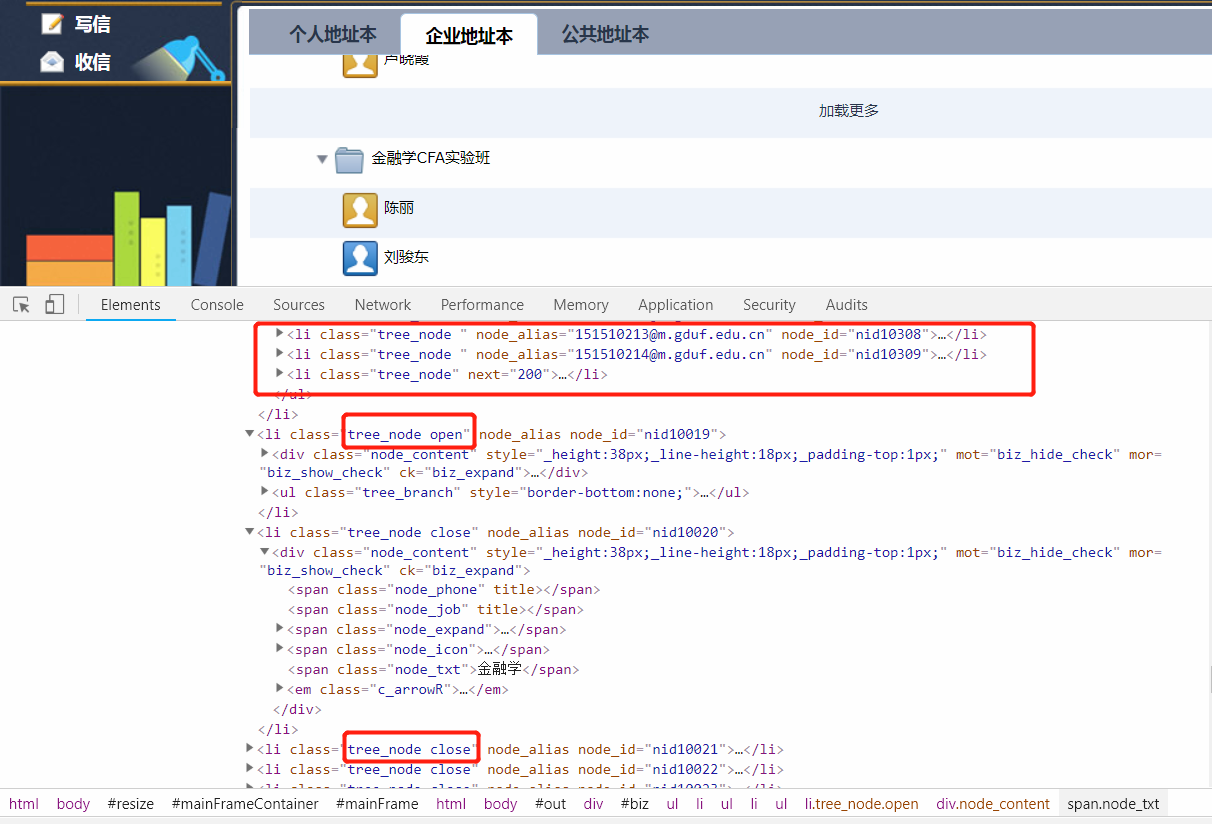 写信
收信
个人地址本 企业地址本 公共地址本
卢晓霞
加载更多
金融学CFA实验班
陈丽
刘骏东
Elements Console Sources Network Performance Memory Application Security Audits
<li class="tree_node " node_alias="151510213@m.gduf.edu.cn" node_id="nid10308">…</li>
<li class="tree_node " node_alias="151510214@m.gduf.edu.cn" node_id="nid10309">…</li>
<li class="tree_node" next="200">…</li>
</ul>
</li>
<li class="tree_node open" node_alias node_id="nid10019">
<div class="node_content" style="_height:38px;_line-height:18px;_padding-top:1px;" mot="biz_hide_check" mor=
"biz_show_check" ck="biz_expand">…</div>
<ul class="tree_branch" style="border-bottom:none;">…</ul>
</li>
<li class="tree_node close" node_alias node_id="nid10020">
<div class="node_content" style="_height:38px;_line-height:18px;_padding-top:1px;" mot="biz_hide_check" mor=
"biz_show_check" ck="biz_expand">
<span class="node_phone" title></span>
<span class="node_job" title></span>
<span class="node_expand">…</span>
<span class="node_icon">…</span>
<span class="node_txt">金融学</span>
<em class="c_arrowR">…</em>
</div>
</li>
<li class="tree_node close" node_alias node_id="nid10021">…</li>
<li class="tree_node close" node_alias node_id="nid10022">…</li>
html body #resize #mainFrameContainer #mainFrame html body #out div #biz ul li ul li ul li.tree_node.open div.node_content span.node_txt